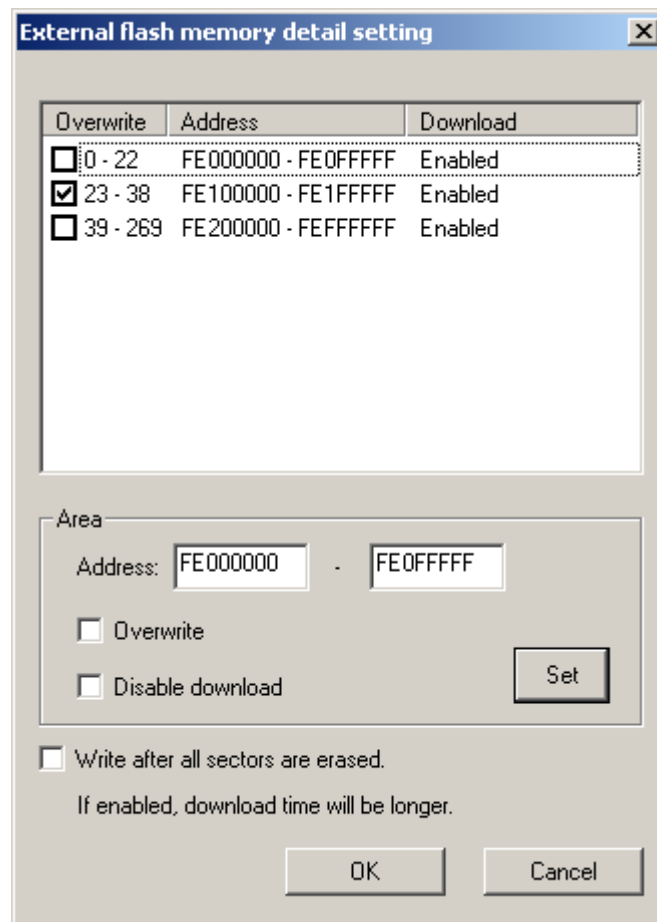 External flash memory detail setting
Overwrite Address Download
0 - 22 FE000000 - FE0FFFFF Enabled
23 - 38 FE100000 - FE1FFFFF Enabled
39 - 269 FE200000 - FEFFFFFF Enabled
Area
Address: FE000000 - FE0FFFFF
Overwrite
Disable download
Set
Write after all sectors are erased.
If enabled, download time will be longer.
OK Cancel